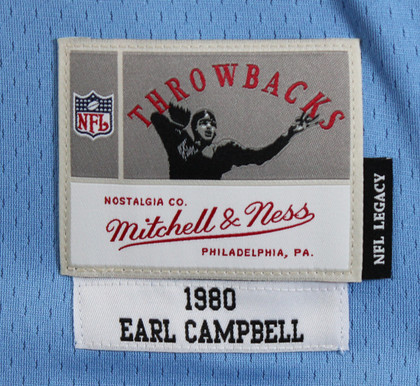 THROWBACKS
NFL
NOSTALGIA CO.
Mitchell & Ness
PHILADELPHIA, PA.
NFL LEGACY
1980
EARL CAMPBELL